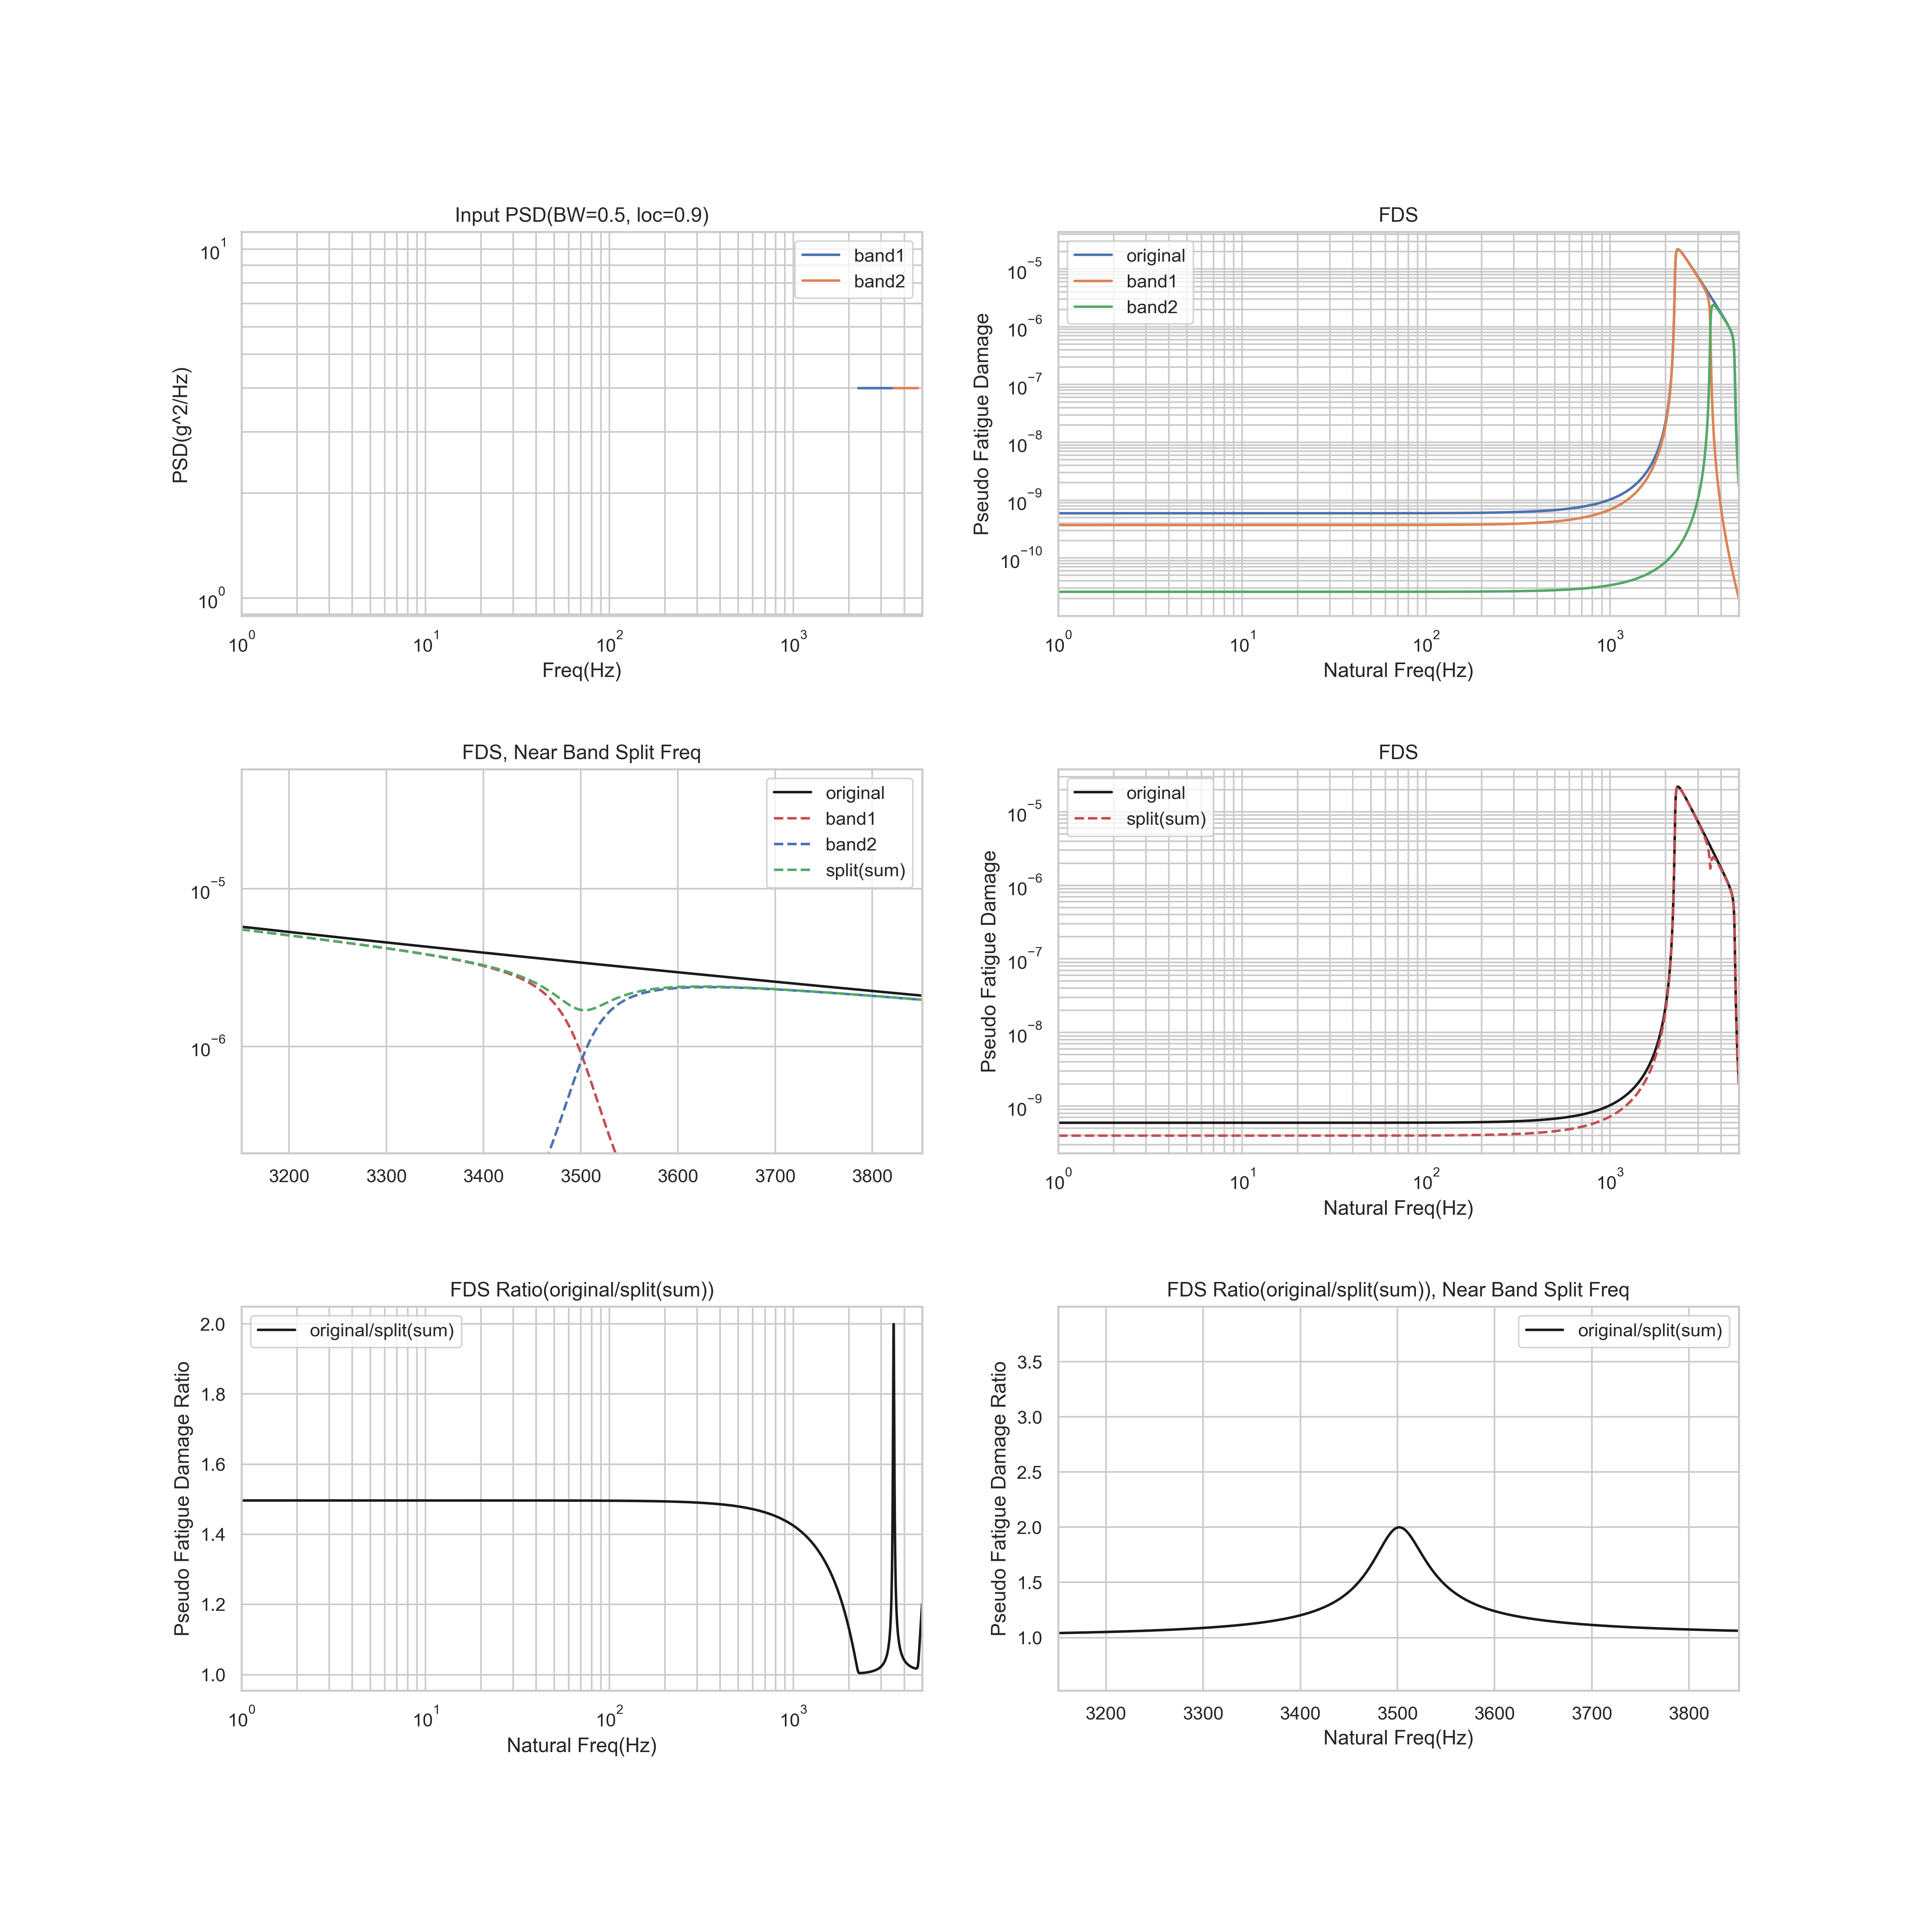 Input PSD(BW=0.5, loc=0.9)
10^1
10^0
PSD(g^2/Hz)
band1
band2
10^0 10^1 10^2 10^3
Freq(Hz)
FDS
10^-5
10^-6
10^-7
10^-8
10^-9
10^-10
Pseudo Fatigue Damage
original
band1
band2
10^0 10^1 10^2 10^3
Natural Freq(Hz)
FDS, Near Band Split Freq
10^-5
10^-6
original
band1
band2
split(sum)
3200 3300 3400 3500 3600 3700 3800
FDS
10^-5
10^-6
10^-7
10^-8
10^-9
Pseudo Fatigue Damage
original
split(sum)
10^0 10^1 10^2 10^3
Natural Freq(Hz)
FDS Ratio(original/split(sum))
2.0
1.8
1.6
1.4
1.2
1.0
Pseudo Fatigue Damage Ratio
original/split(sum)
10^0 10^1 10^2 10^3
Natural Freq(Hz)
FDS Ratio(original/split(sum)), Near Band Split Freq
3.5
3.0
2.5
2.0
1.5
1.0
Pseudo Fatigue Damage Ratio
original/split(sum)
3200 3300 3400 3500 3600 3700 3800
Natural Freq(Hz)